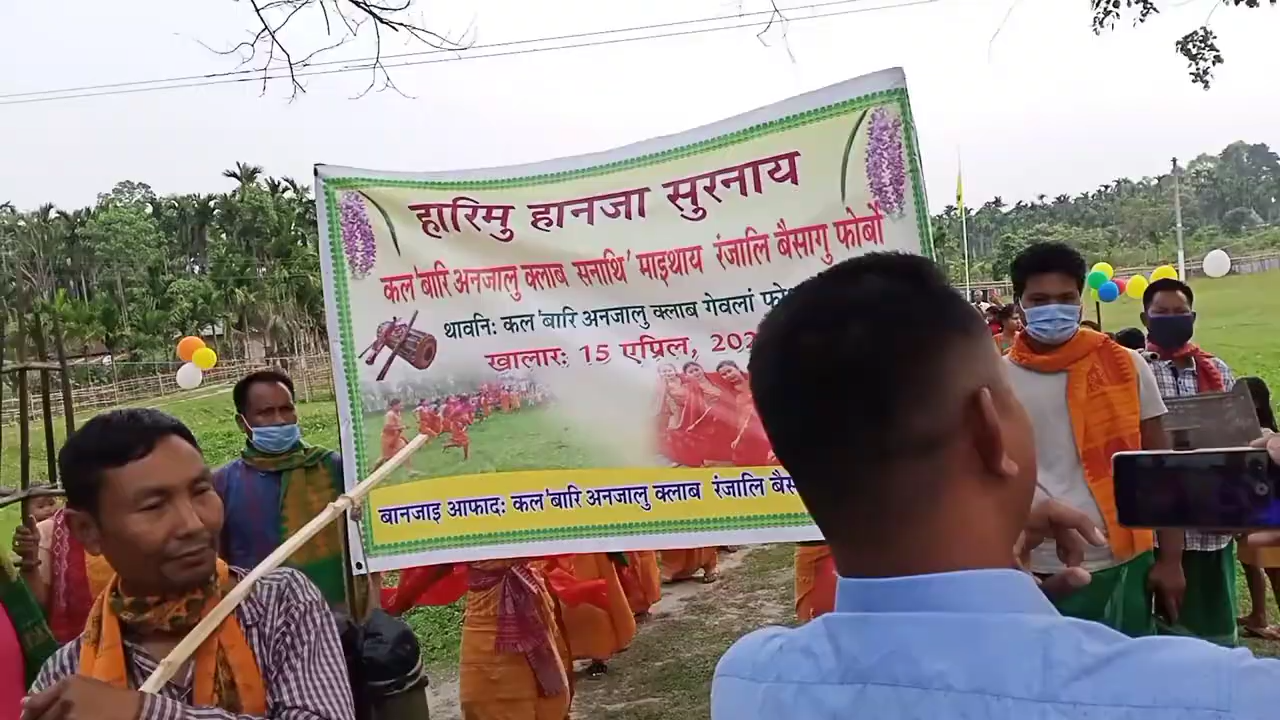 हारिमु हानजा सुरनाय
कल'बारि अनजालु क्लाब सनाथि' माइथाय रंजालि बैसागु फोर्बो
थावनि: कल'बारि अनजालु क्लाब गेवलां
खालार: 15 एप्रिल,
बानजाइ आफाद: कल'बारि अनजालु क्लाब रंजालि